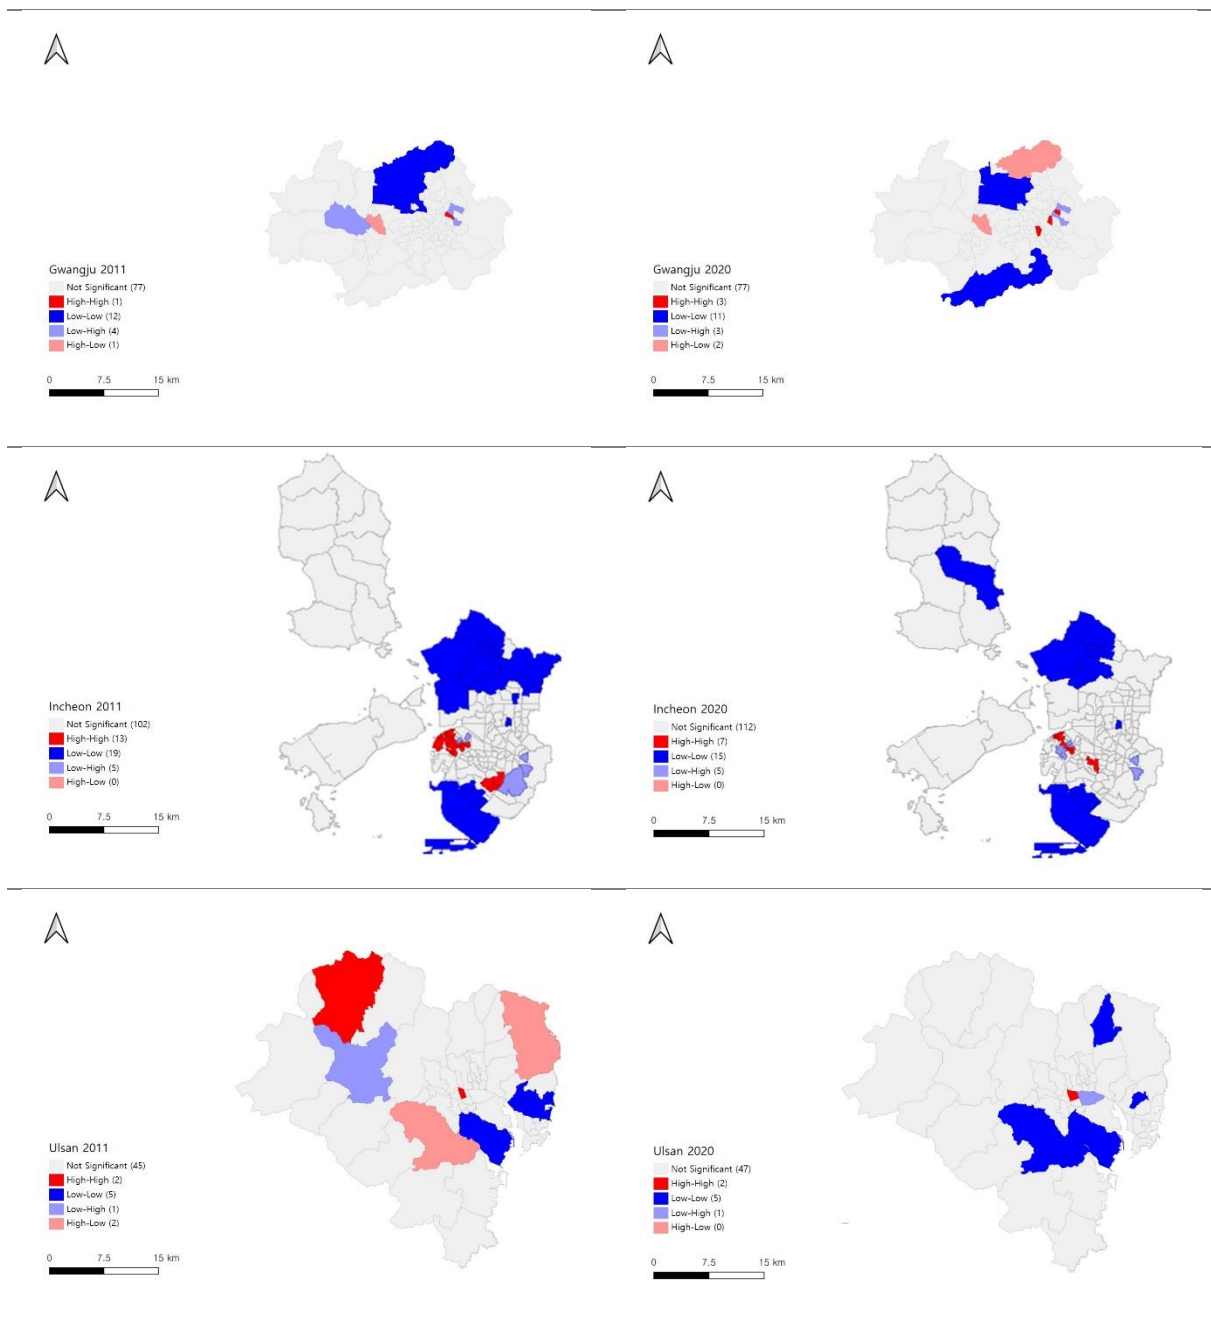 Gwangju 2011
Not Significant (77)
High-High (1)
Low-Low (12)
Low-High (4)
High-Low (1)
0 7.5 15 km
Gwangju 2020
Not Significant (77)
High-High (3)
Low-Low (11)
Low-High (3)
High-Low (2)
0 7.5 15 km
Incheon 2011
Not Significant (102)
High-High (13)
Low-Low (19)
Low-High (5)
High-Low (0)
0 7.5 15 km
Incheon 2020
Not Significant (112)
High-High (7)
Low-Low (15)
Low-High (5)
High-Low (0)
0 7.5 15 km
Ulsan 2011
Not Significant (45)
High-High (2)
Low-Low (5)
Low-High (1)
High-Low (2)
0 7.5 15 km
Ulsan 2020
Not Significant (47)
High-High (2)
Low-Low (5)
Low-High (1)
High-Low (0)
0 7.5 15 km